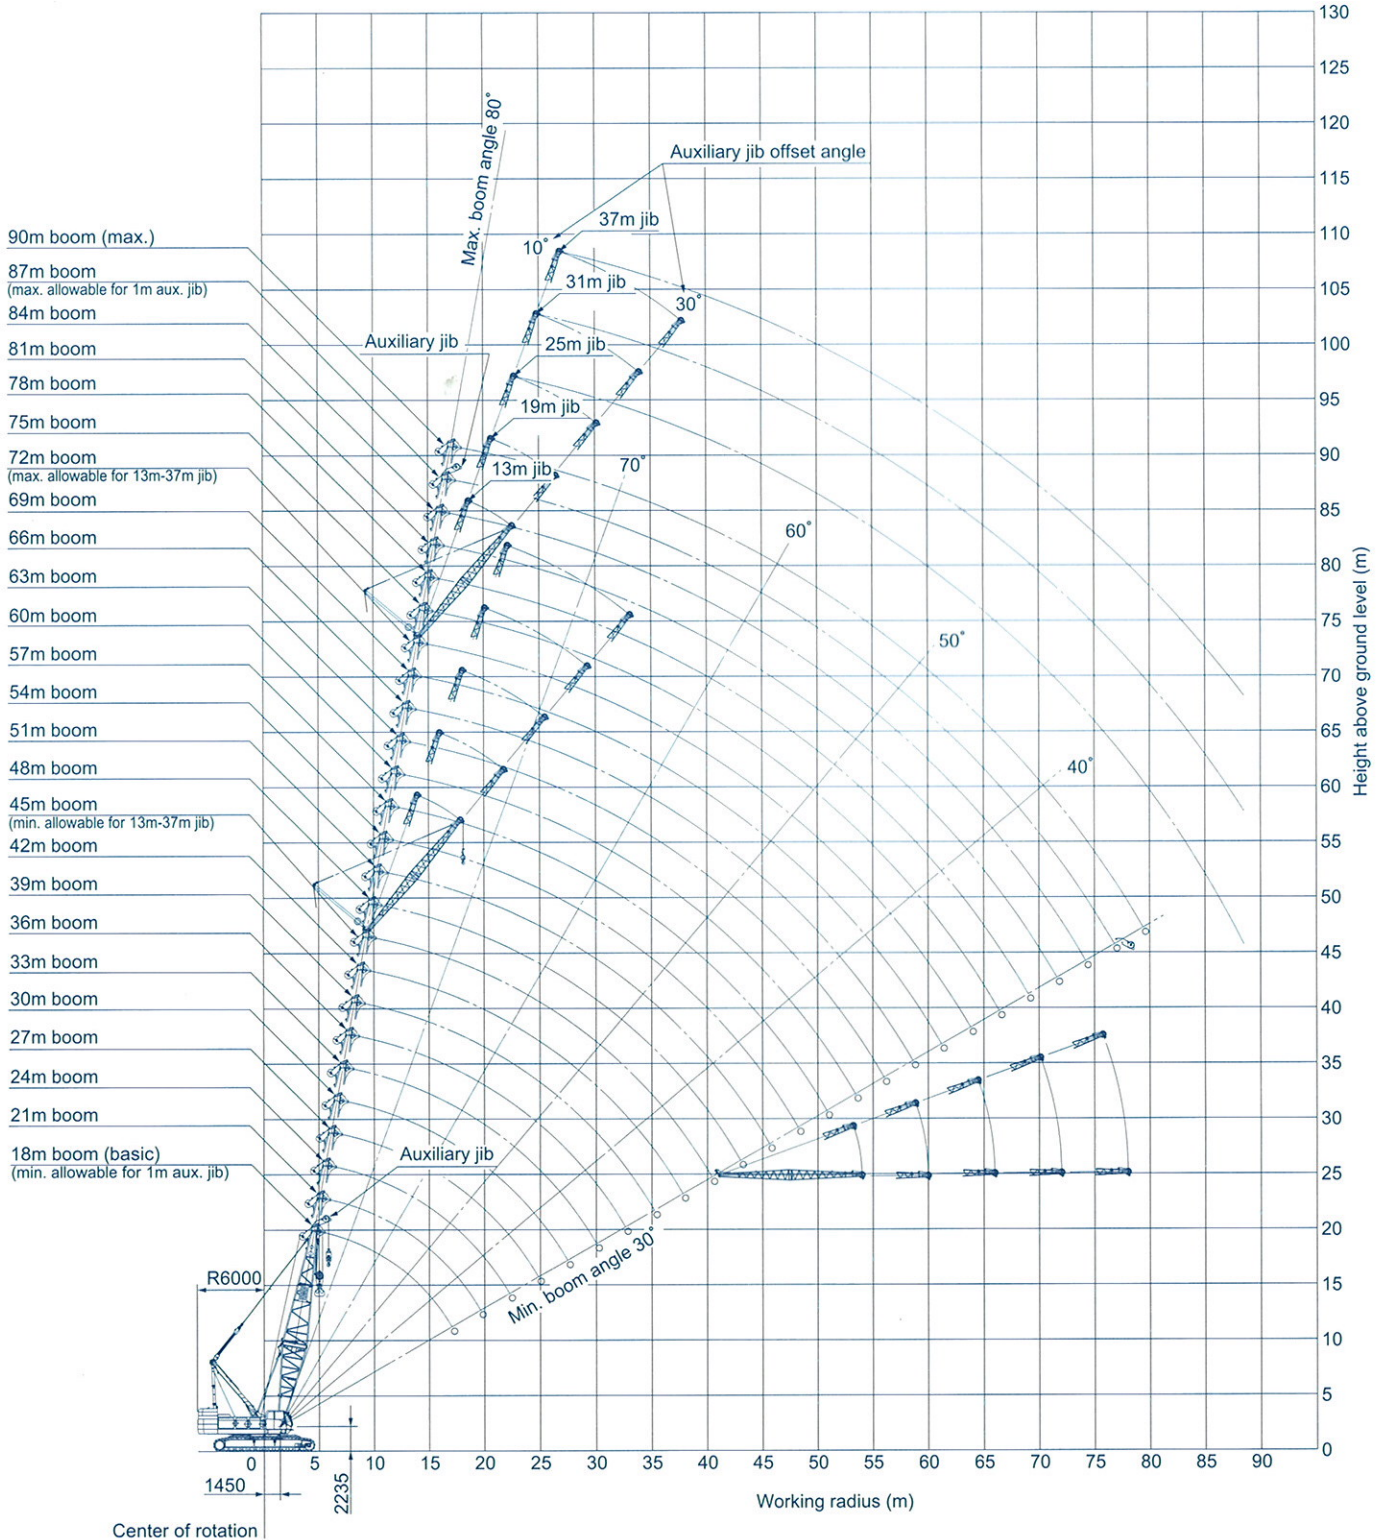 130
125
120
115
110
105
100
95
90
85
80
75
70
65
60
55
50
45
40
35
30
25
20
15
10
5
0
Height above ground level (m)
Max. boom angle 80°
Auxiliary jib offset angle
37m jib
10°
31m jib
30°
Auxiliary jib
25m jib
19m jib
13m jib
70°
60°
50°
40°
90m boom (max.)
87m boom
(max. allowable for 1m aux. jib)
84m boom
81m boom
78m boom
75m boom
72m boom
(max. allowable for 13m-37m jib)
69m boom
66m boom
63m boom
60m boom
57m boom
54m boom
51m boom
48m boom
45m boom
(min. allowable for 13m-37m jib)
42m boom
39m boom
36m boom
33m boom
30m boom
27m boom
24m boom
21m boom
18m boom (basic)
(min. allowable for 1m aux. jib)
Auxiliary jib
Min. boom angle 30°
R6000
0 5 10 15 20 25 30 35 40 45 50 55 60 65 70 75 80 85 90
1450
2235
Working radius (m)
Center of rotation